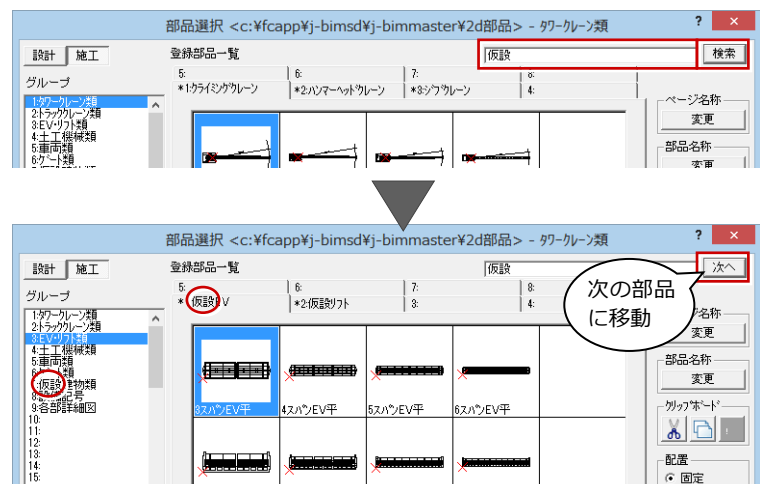 部品選択 <c:¥fcapp¥j-bimsd¥j-bimmaster¥2d部品> - ﾀﾜｰｸﾚｰﾝ類 ? ×
設計 施工 登録部品一覧 仮設 検索
グループ
5: 6: 7: 8:
*1:ｸﾗｲﾐﾝｸﾞｸﾚｰﾝ *2:ﾊﾝﾏｰﾍｯﾄﾞｸﾚｰﾝ *3:ｼﾞﾌﾞｸﾚｰﾝ 4:
1:ﾀﾜｰｸﾚｰﾝ類
2:ﾄﾗｯｸｸﾚｰﾝ類
3:EV･ﾘﾌﾄ類
4:土工機械類
5:車両類
6:ｹﾞｰﾄ類
ページ名称
変更
部品名称
変更
部品選択 <c:¥fcapp¥j-bimsd¥j-bimmaster¥2d部品> - ﾀﾜｰｸﾚｰﾝ類 ? ×
設計 施工 登録部品一覧 仮設 次へ
グループ
5: 6: 7: 8:
* 仮設EV *2:仮設ﾘﾌﾄ 3: 4:
次の部品
に移動
1:ﾀﾜｰｸﾚｰﾝ類
2:ﾄﾗｯｸｸﾚｰﾝ類
3:EV･ﾘﾌﾄ類
4:土工機械類
5:車両類
:仮設建物類
9:各部詳細図
10:
11:
12:
13:
14:
15:
3ｽﾊﾟﾝEV平 4ｽﾊﾟﾝEV平 5ｽﾊﾟﾝEV平 6ｽﾊﾟﾝEV平
変更
部品名称
変更
ｸﾘｯﾌﾟﾎﾞｰﾄﾞ
配置
固定